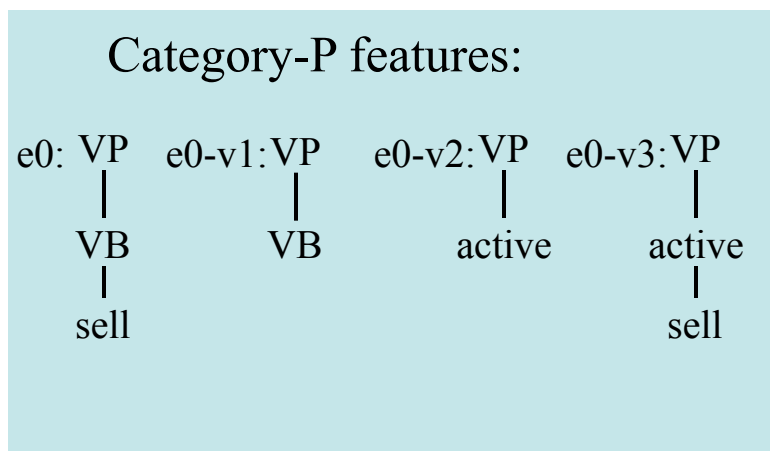 Category-P features:
e0: VP e0-v1: VP e0-v2: VP e0-v3: VP
VB VB active active
sell sell